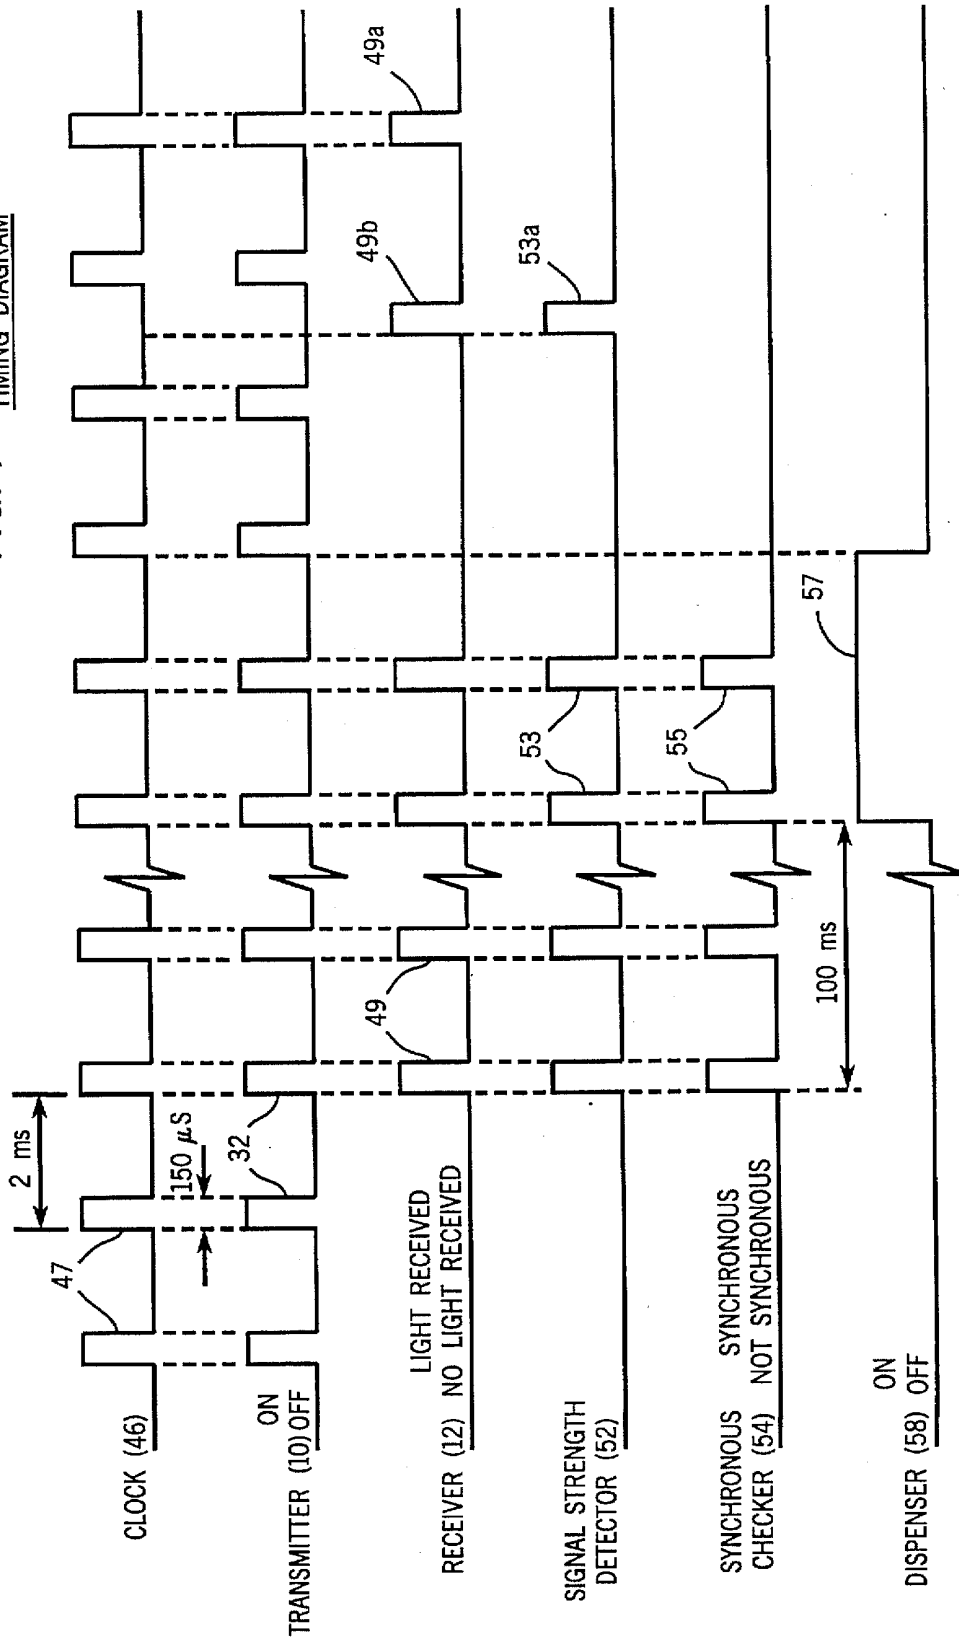 TIMING DIAGRAM
2 ms
47
150 μS
32
49
49b
49a
53
53a
55
57
100 ms
CLOCK (46)
ON
TRANSMITTER (10) OFF
LIGHT RECEIVED
RECEIVER (12) NO LIGHT RECEIVED
SIGNAL STRENGTH
DETECTOR (52)
SYNCHRONOUS SYNCHRONOUS
CHECKER (54) NOT SYNCHRONOUS
ON
DISPENSER (58) OFF